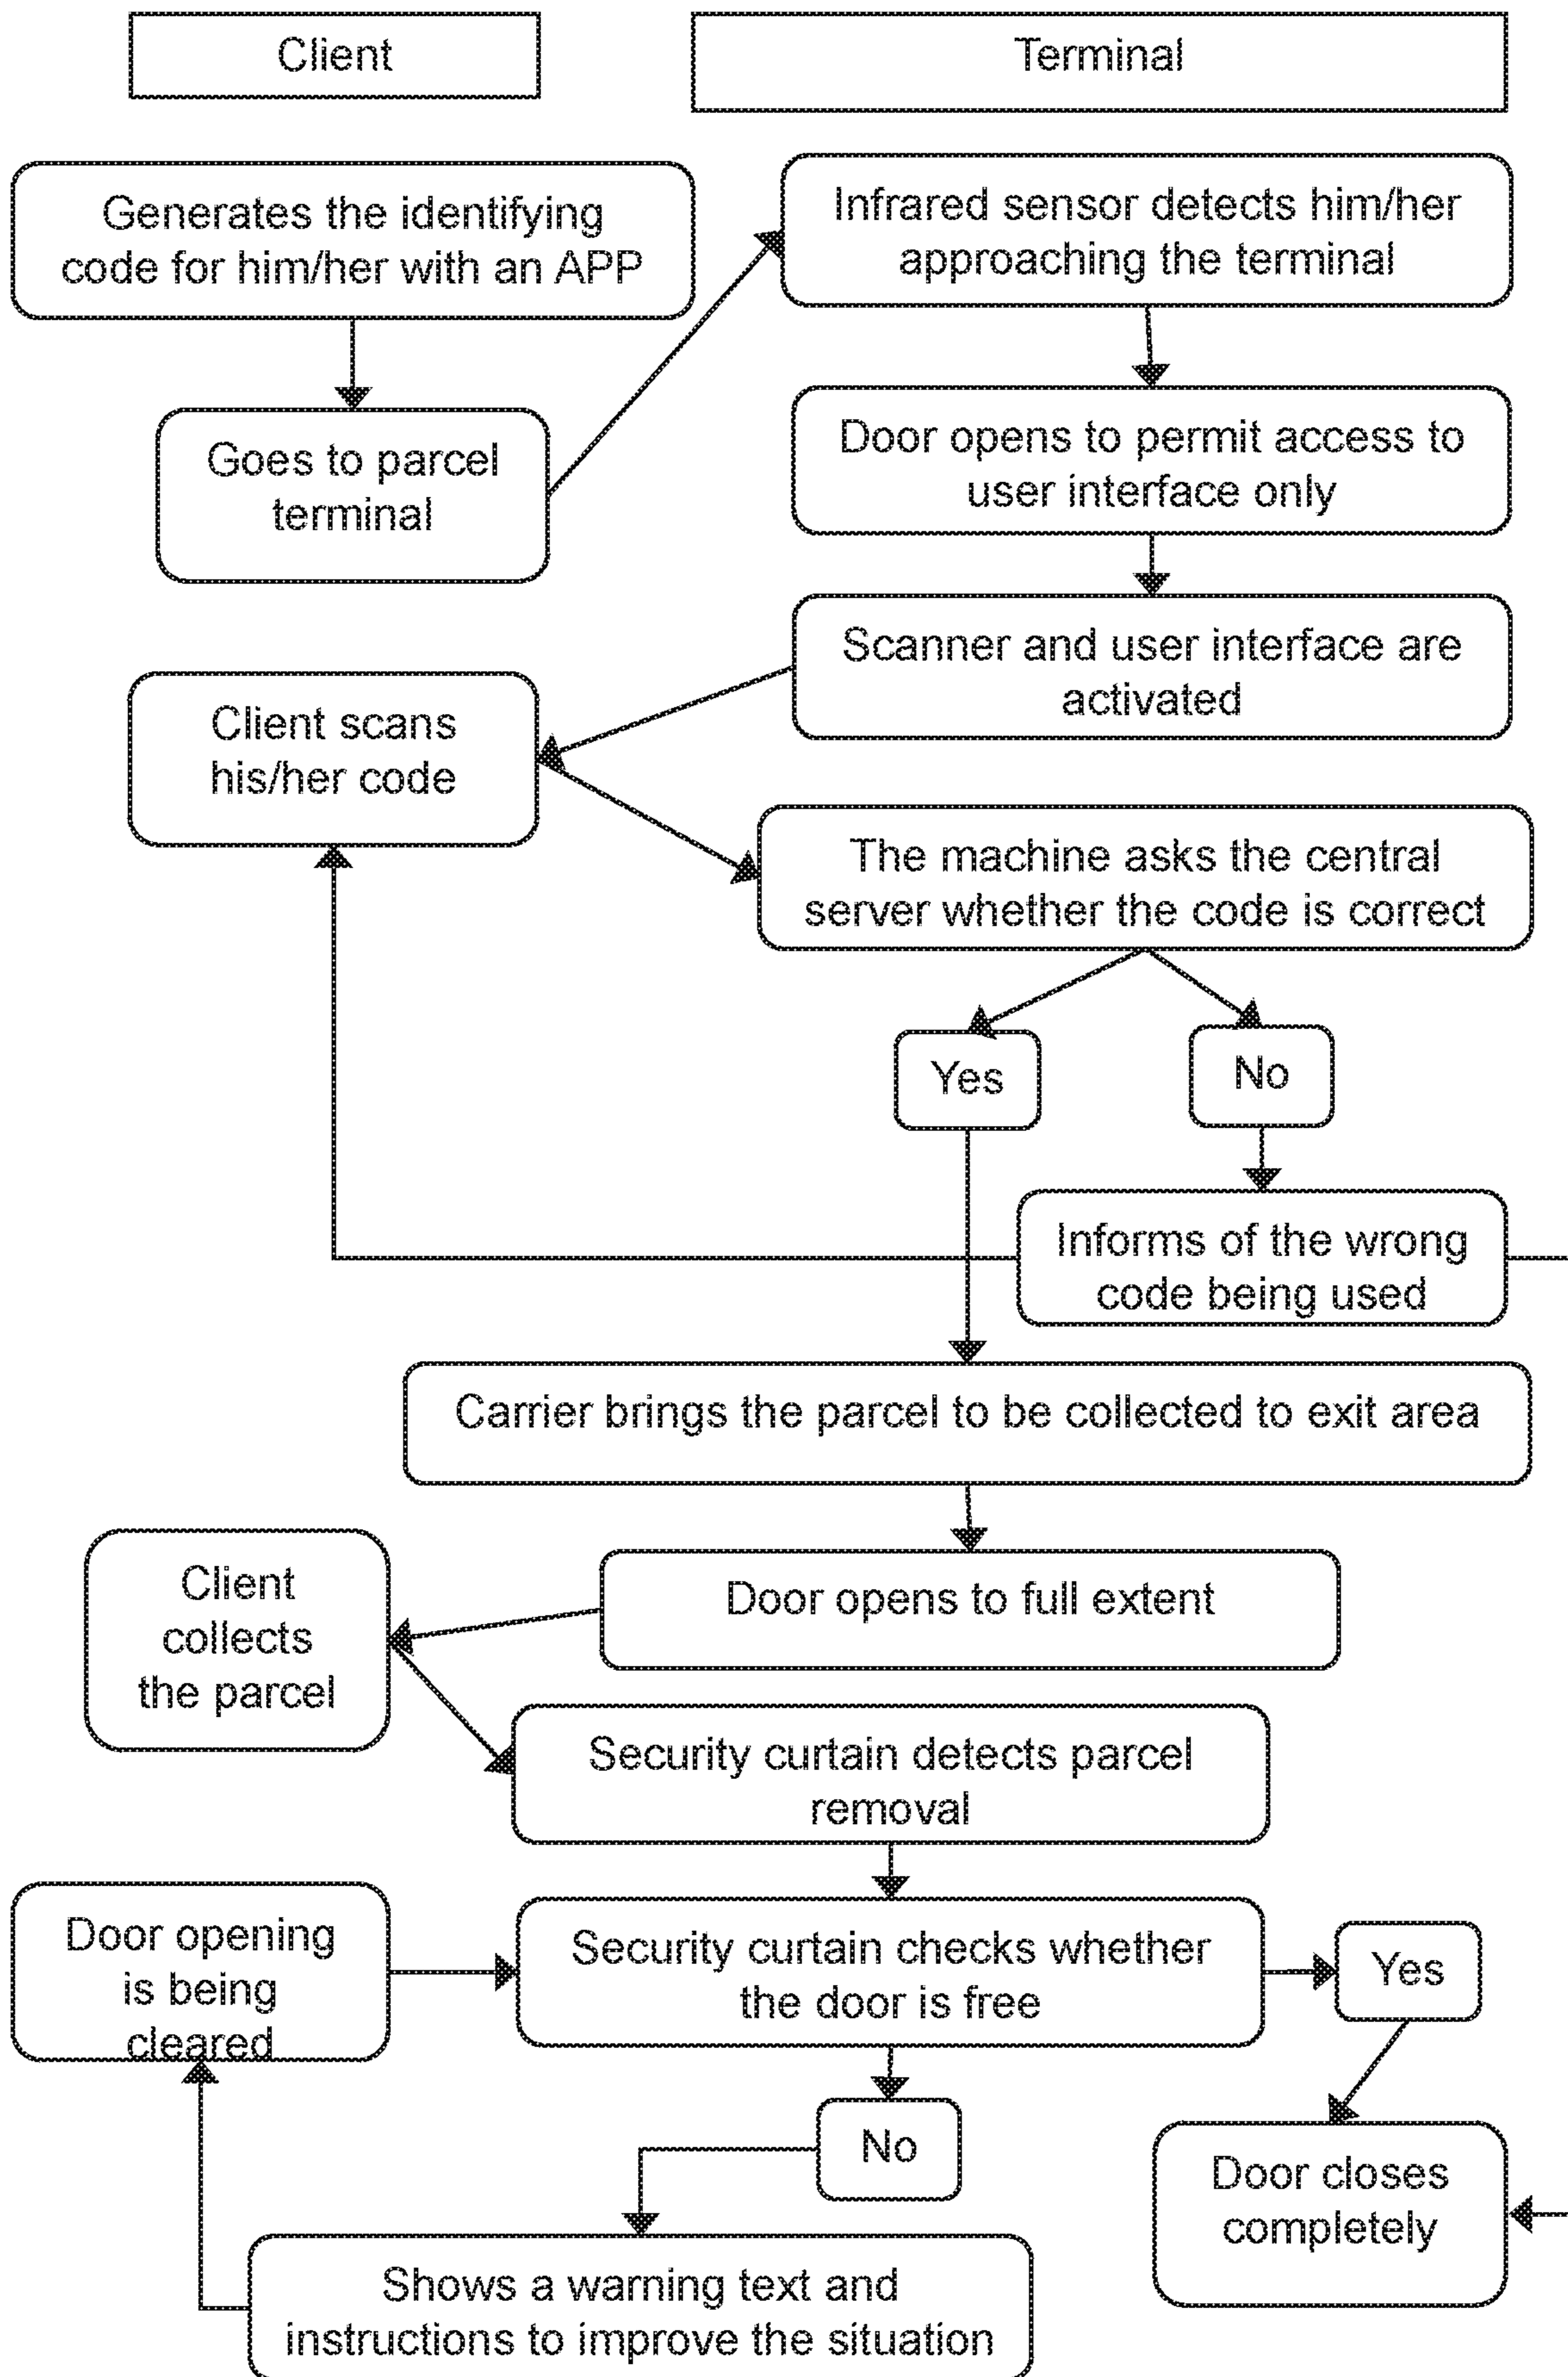 Client
Terminal
Generates the identifying
code for him/her with an APP
Infrared sensor detects him/her
approaching the terminal
Goes to parcel
terminal
Door opens to permit access to
user interface only
Scanner and user interface are
activated
Client scans
his/her code
The machine asks the central
server whether the code is correct
Yes
No
Informs of the wrong
code being used
Carrier brings the parcel to be collected to exit area
Door opens to full extent
Client
collects
the parcel
Security curtain detects parcel
removal
Door opening
is being
cleared
Security curtain checks whether
the door is free
Yes
No
Door closes
completely
Shows a warning text and
instructions to improve the situation